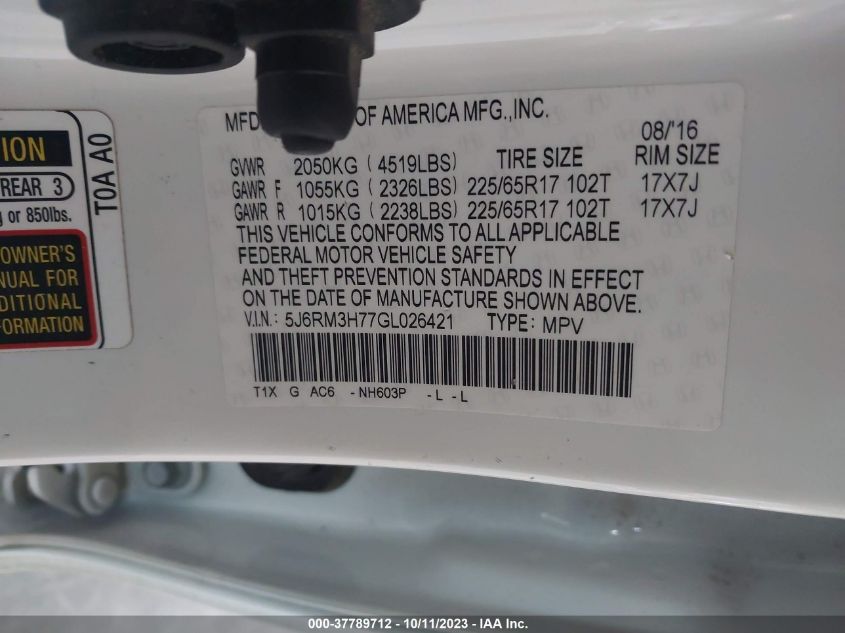 ION
REAR 3
g or 850lbs.
OWNER'S
NUAL FOR
DITIONAL
FORMATION
T0A A0
MFD OF AMERICA MFG.,INC.
08/'16
GVWR 2050KG ( 4519LBS) TIRE SIZE RIM SIZE
GAWR F 1055KG ( 2326LBS) 225/65R17 102T 17X7J
GAWR R 1015KG ( 2238LBS) 225/65R17 102T 17X7J
THIS VEHICLE CONFORMS TO ALL APPLICABLE
FEDERAL MOTOR VEHICLE SAFETY
AND THEFT PREVENTION STANDARDS IN EFFECT
ON THE DATE OF MANUFACTURE SHOWN ABOVE.
V.I.N.: 5J6RM3H77GL026421 TYPE: MPV
T1X G AC6 -NH603P -L -L
000-37789712 - 10/11/2023 - IAA Inc.